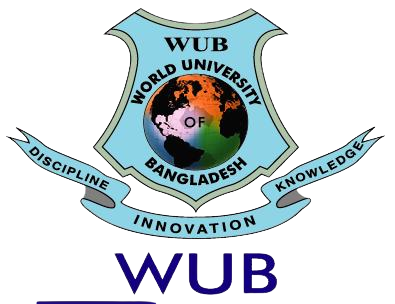 WUB
WORLD UNIVERSITY
OF
BANGLADESH
DISCIPLINE
INNOVATION
KNOWLEDGE
WUB